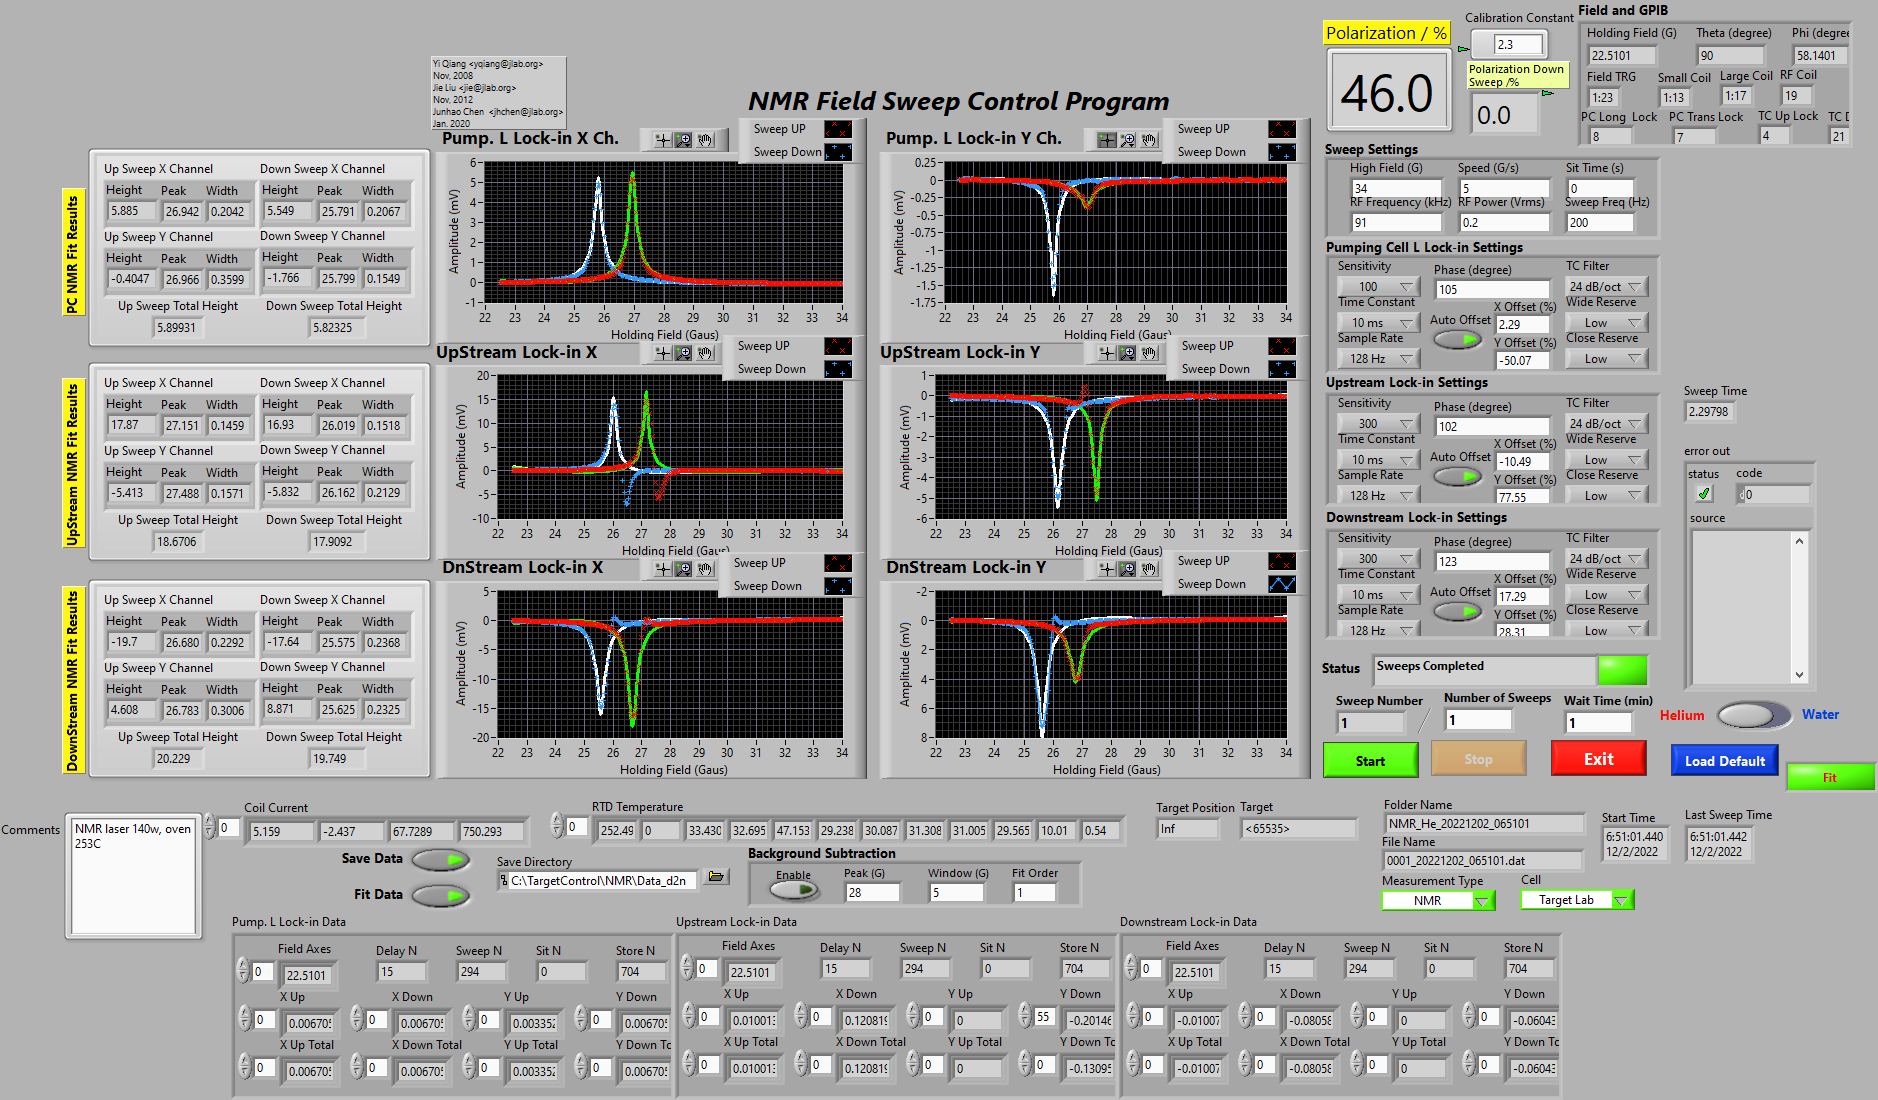 Yi Qiang <yqiang@jlab.org>
Nov, 2008
Jie Liu <jie@jlab.org>
Nov, 2012
Junhao Chen <jhchen@jlab.org>
Jan. 2020
NMR Field Sweep Control Program
Polarization / %
46.0
Calibration Constant
2.3
Polarization Down
Sweep /%
0.0
Field and GPIB
Holding Field (G) Theta (degree) Phi (degree
22.5101 90 58.1401
Field TRG Small Coil Large Coil RF Coil
1:23 1:13 1:17 19
PC Long Lock PC Trans Lock TC Up Lock TC D
8 7 4 21
PC NMR Fit Results
Up Sweep X Channel Down Sweep X Channel
Height Peak Width Height Peak Width
5.885 26.942 0.2042 5.549 25.791 0.2067
Up Sweep Y Channel Down Sweep Y Channel
Height Peak Width Height Peak Width
-0.4047 26.966 0.3599 -1.766 25.799 0.1549
Up Sweep Total Height Down Sweep Total Height
5.89931 5.82325
UpStream NMR Fit Results
Up Sweep X Channel Down Sweep X Channel
Height Peak Width Height Peak Width
17.87 27.151 0.1459 16.93 26.019 0.1518
Up Sweep Y Channel Down Sweep Y Channel
Height Peak Width Height Peak Width
-5.413 27.488 0.1571 -5.832 26.162 0.2129
Up Sweep Total Height Down Sweep Total Height
18.6706 17.9092
DownStream NMR Fit Results
Up Sweep X Channel Down Sweep X Channel
Height Peak Width Height Peak Width
-19.7 26.680 0.2292 -17.64 25.575 0.2368
Up Sweep Y Channel Down Sweep Y Channel
Height Peak Width Height Peak Width
4.608 26.783 0.3006 8.871 25.625 0.2325
Up Sweep Total Height Down Sweep Total Height
20.229 19.749
Pump. L Lock-in X Ch.
Sweep UP
Sweep Down
Amplitude (mV)
6
5
4
3
2
1
0
-1
22 23 24 25 26 27 28 29 30 31 32 33 34
Holding Field (Gaus)
Pump. L Lock-in Y Ch.
Sweep UP
Sweep Down
Amplitude (mV)
0.25
0
-0.25
-0.5
-0.75
-1
-1.25
-1.5
-1.75
22 23 24 25 26 27 28 29 30 31 32 33 34
Holding Field (Gaus)
UpStream Lock-in X
Sweep UP
Sweep Down
Amplitude (mV)
20
15
10
5
0
-5
-10
22 23 24 25 26 27 28 29 30 31 32 33 34
Holding Field (Gaus)
UpStream Lock-in Y
Sweep UP
Sweep Down
Amplitude (mV)
1
0
-1
-2
-3
-4
-5
-6
22 23 24 25 26 27 28 29 30 31 32 33 34
Holding Field (Gaus)
DnStream Lock-in X
Sweep UP
Sweep Down
Amplitude (mV)
5
0
-5
-10
-15
-20
22 23 24 25 26 27 28 29 30 31 32 33 34
Holding Field (Gaus)
DnStream Lock-in Y
Sweep UP
Sweep Down
Amplitude (mV)
-2
0
2
4
6
8
22 23 24 25 26 27 28 29 30 31 32 33 34
Holding Field (Gaus)
Sweep Settings
High Field (G) Speed (G/s) Sit Time (s)
34 5 0
RF Frequency (kHz) RF Power (Vrms) Sweep Freq (Hz)
91 0.2 200
Pumping Cell L Lock-in Settings
Sensitivity Phase (degree) TC Filter
100 105 24 dB/oct
Time Constant X Offset (%) Wide Reserve
10 ms Auto Offset 2.29 Low
Sample Rate Y Offset (%) Close Reserve
128 Hz -50.07 Low
Upstream Lock-in Settings
Sensitivity Phase (degree) TC Filter
300 102 24 dB/oct
Time Constant X Offset (%) Wide Reserve
10 ms Auto Offset -10.49 Low
Sample Rate Y Offset (%) Close Reserve
128 Hz 77.55 Low
Downstream Lock-in Settings
Sensitivity Phase (degree) TC Filter
300 123 24 dB/oct
Time Constant X Offset (%) Wide Reserve
10 ms Auto Offset 17.29 Low
Sample Rate Y Offset (%) Close Reserve
128 Hz 28.31 Low
Sweep Time
2.29798
error out
status code
0
source
Status Sweeps Completed
Sweep Number Number of Sweeps Wait Time (min)
1 / 1 1
Helium Water
Start Stop Exit Load Default Fit
Comments
NMR laser 140w, oven
253C
Coil Current
0 5.159 -2.437 67.7289 750.293
RTD Temperature
0 252.49 0 33.430 32.695 47.153 29.238 30.087 31.308 31.005 29.565 10.01 0.54
Target Position Target
Inf <65535>
Folder Name
NMR_He_20221202_065101
File Name
0001_20221202_065101.dat
Measurement Type Cell
NMR Target Lab
Start Time
6:51:01.440
12/2/2022
Last Sweep Time
6:51:01.442
12/2/2022
Save Data
Fit Data
Save Directory
C:\TargetControl\NMR\Data_d2n
Background Subtraction
Enable Peak (G) Window (G) Fit Order
28 5 1
Pump. L Lock-in Data
Field Axes Delay N Sweep N Sit N Store N
0 22.5101 15 294 0 704
X Up X Down Y Up Y Down
0 0.006705 0 0.006705 0 0.003352 0 0.006705
X Up Total X Down Total Y Up Total Y Down To
0 0.006705 0 0.006705 0 0.003352 0 0.006705
Upstream Lock-in Data
Field Axes Delay N Sweep N Sit N Store N
0 22.5101 15 294 0 704
X Up X Down Y Up Y Down
0 0.010013 0 0.120819 0 0 55 -0.20146
X Up Total X Down Total Y Up Total Y Down To
0 0.010013 0 0.120819 0 0 0 -0.13095
Downstream Lock-in Data
Field Axes Delay N Sweep N Sit N Store N
0 22.5101 15 294 0 704
X Up X Down Y Up Y Down
0 -0.01007 0 -0.08058 0 0 0 -0.06043
X Up Total X Down Total Y Up Total Y Down To
0 -0.01007 0 -0.08058 0 0 0 -0.06043